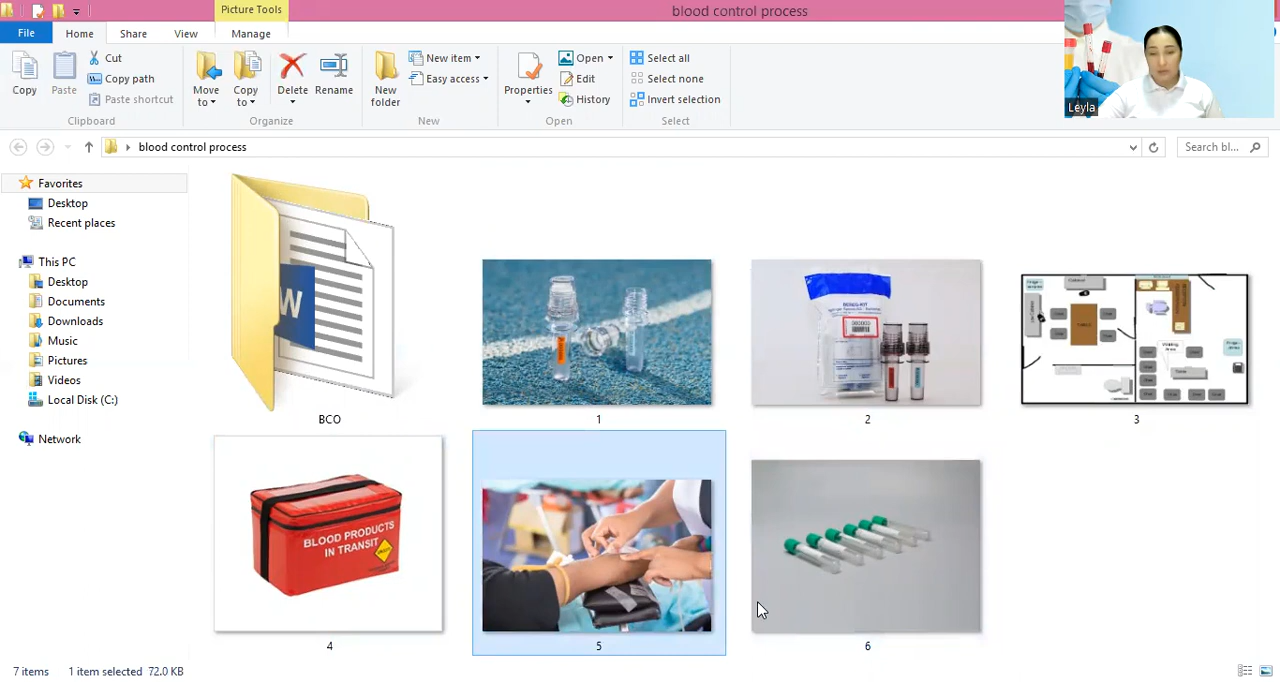 Picture Tools
blood control process
File
Home
Share
View
Manage
Copy
Paste
Cut
Copy path
Paste shortcut
Clipboard
Move to
Copy to
Delete
Rename
Organize
New folder
New item
Easy access
New
Properties
Open
Edit
History
Open
Select all
Select none
Invert selection
Select
Leyla
blood control process
Search bl...
Favorites
Desktop
Recent places
This PC
Desktop
Documents
Downloads
Music
Pictures
Videos
Local Disk (C:)
Network
W
BCO
1
2
3
BLOOD PRODUCTS
IN TRANSIT
4
5
6
7 items
1 item selected 72.0 KB